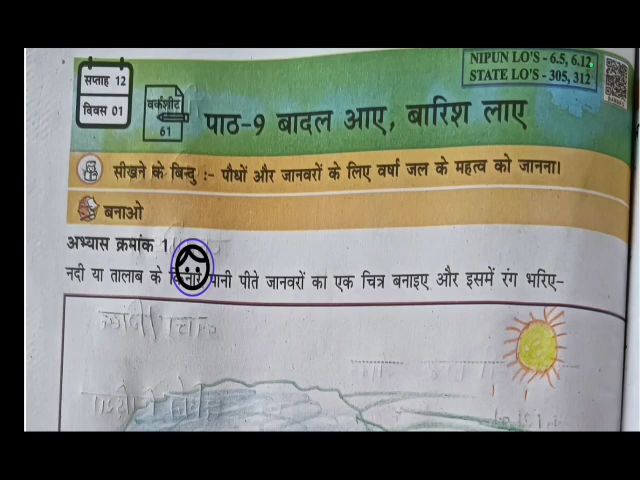 NIPUN LO'S - 6.5, 6.12
STATE LO'S - 305, 312
सप्ताह 12
दिवस 01
वर्कशीट
61
पाठ-9 बादल आए, बारिश लाए
सीखने के बिन्दु :- पौधों और जानवरों के लिए वर्षा जल के महत्व को जानना।
बनाओ
अभ्यास क्रमांक 1
नदी या तालाब के किनारे पानी पीते जानवरों का एक चित्र बनाइए और इसमें रंग भरिए-